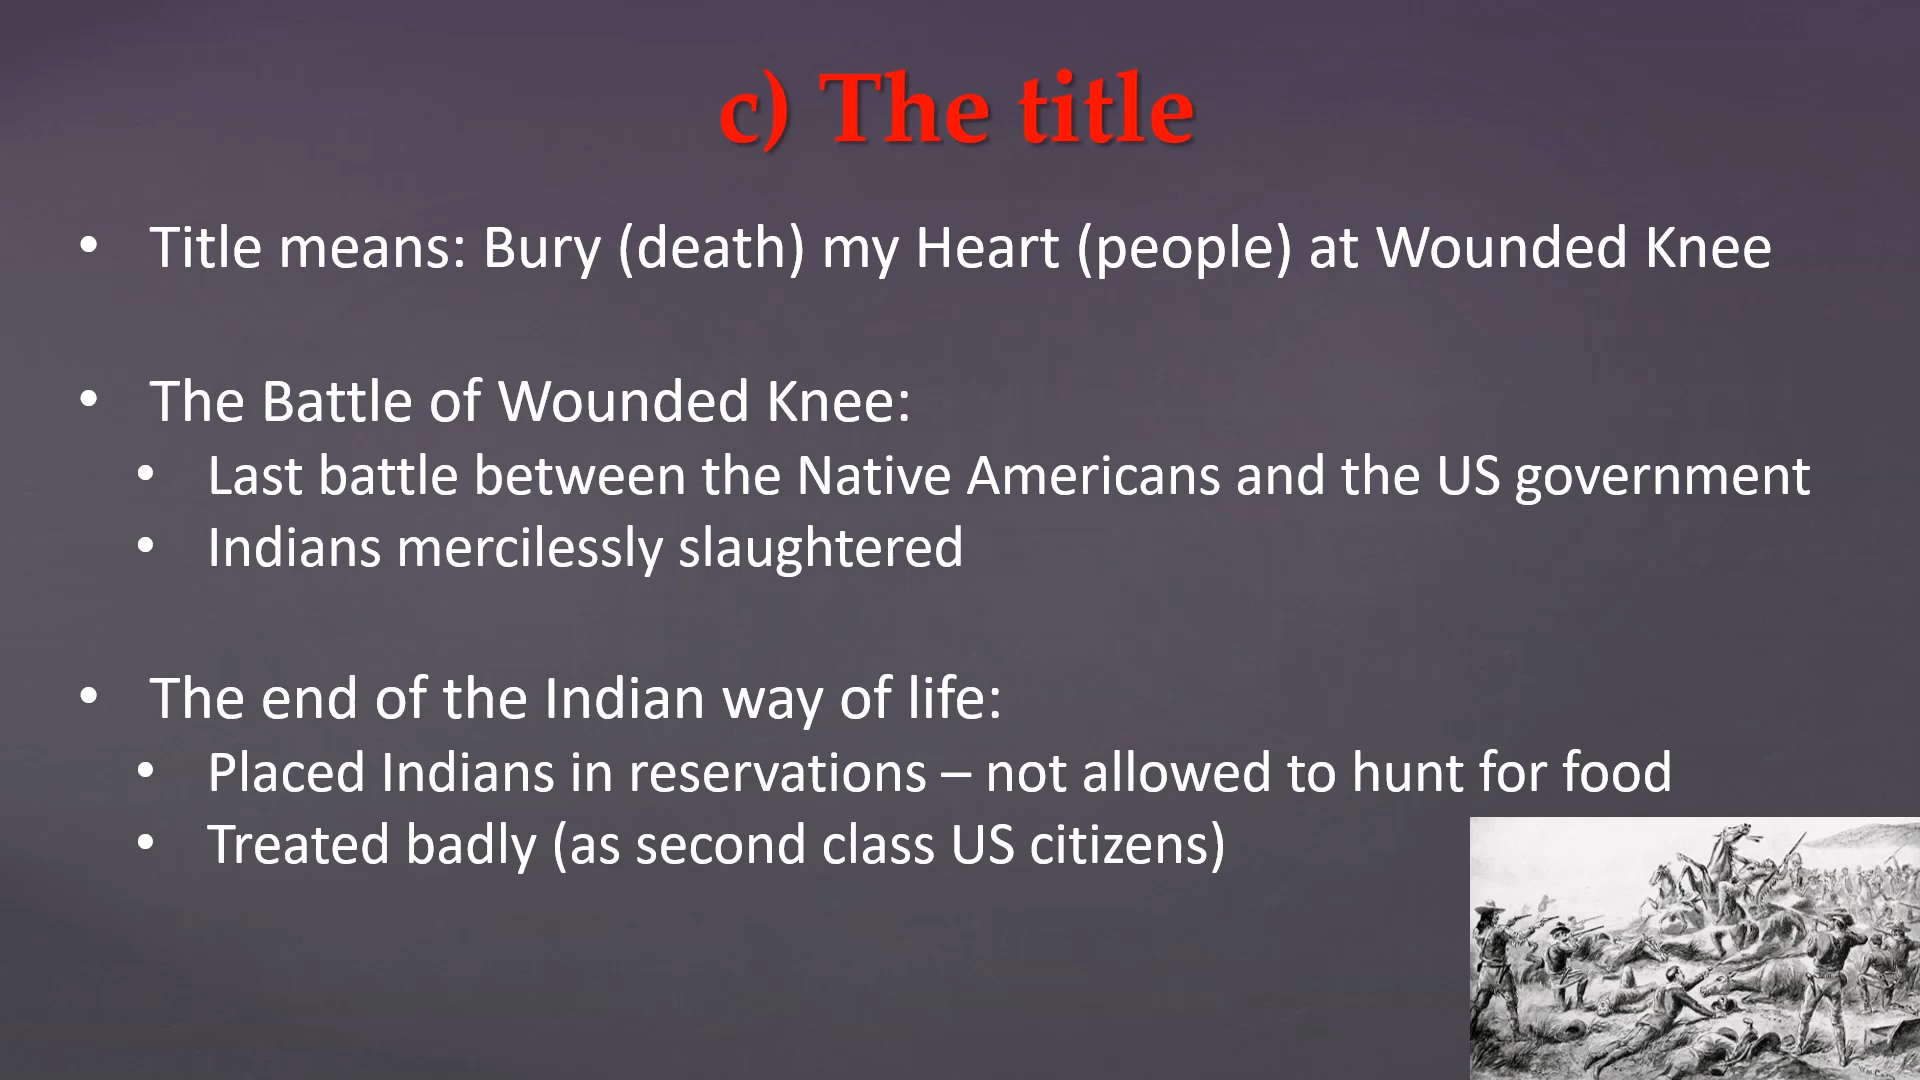 c) The title
• Title means: Bury (death) my Heart (people) at Wounded Knee
• The Battle of Wounded Knee:
• Last battle between the Native Americans and the US government
• Indians mercilessly slaughtered
• The end of the Indian way of life:
• Placed Indians in reservations – not allowed to hunt for food
• Treated badly (as second class US citizens)